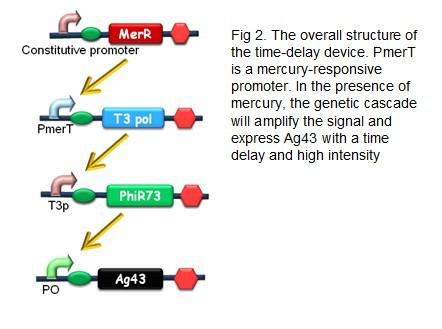 MerR
Constitutive promoter
T3 pol
PmerT
PhiR73
T3p
Ag43
PO
Fig 2. The overall structure of
the time-delay device. PmerT
is a mercury-responsive
promoter. In the presence of
mercury, the genetic cascade
will amplify the signal and
express Ag43 with a time
delay and high intensity